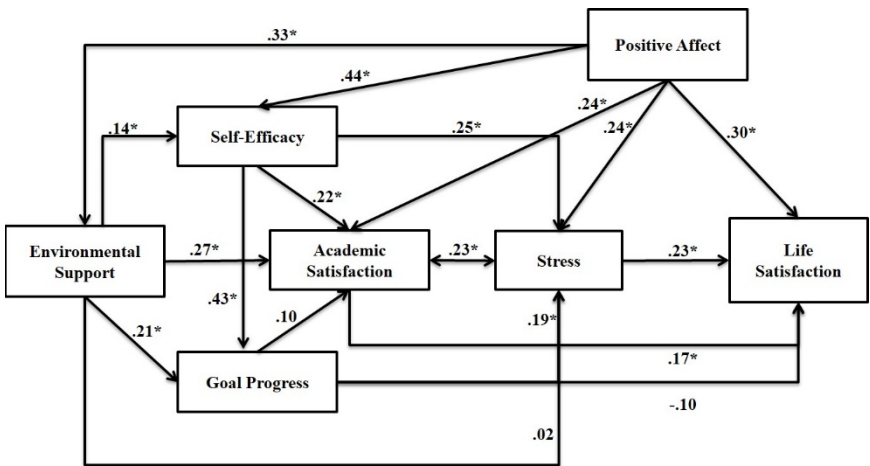 .33*
Positive Affect
.44*
Self-Efficacy
.14*
.25*
.24*
.24*
.30*
.22*
Environmental
Support
.27*
Academic
Satisfaction
.23*
Stress
.23*
Life
Satisfaction
.43*
.10
.19*
.21*
Goal Progress
.17*
-.10
.02